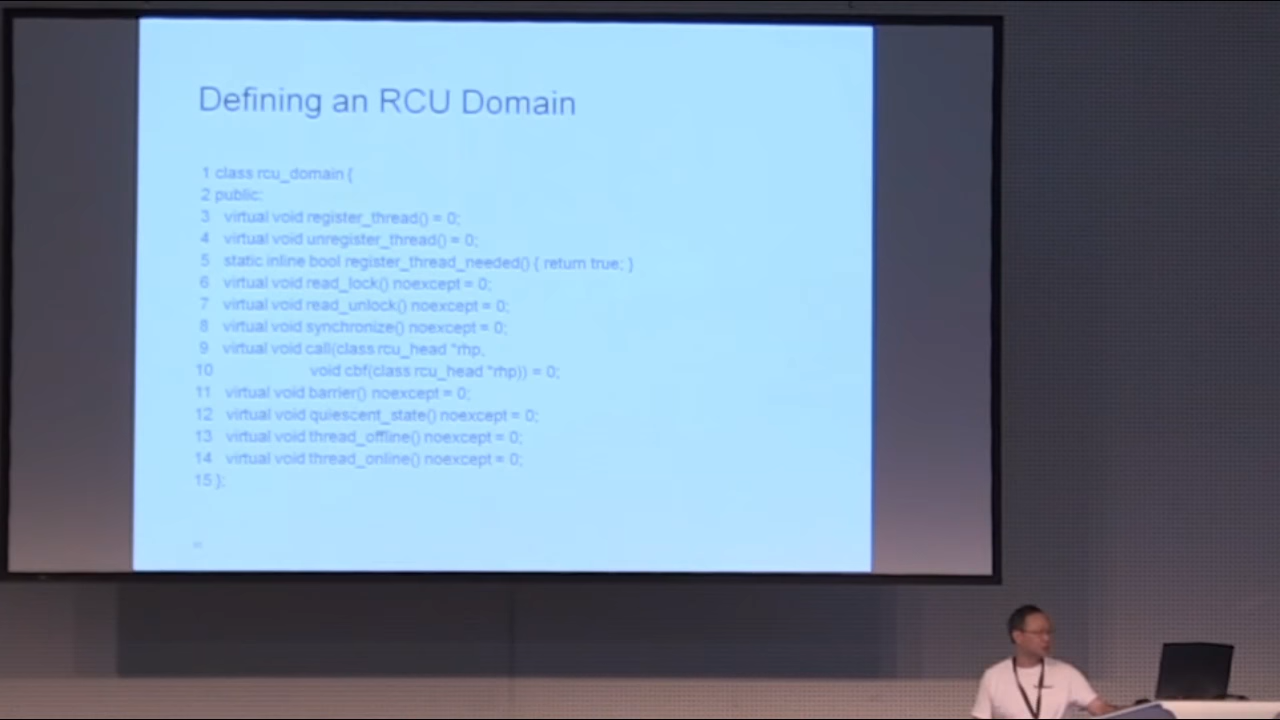 Defining an RCU Domain
1 class rcu_domain {
2 public:
3 virtual void register_thread() = 0;
4 virtual void unregister_thread() = 0;
5 static inline bool register_thread_needed() { return true; }
6 virtual void read_lock() noexcept = 0;
7 virtual void read_unlock() noexcept = 0;
8 virtual void synchronize() noexcept = 0;
9 virtual void call(class rcu_head *rhp,
10 void cbf(class rcu_head *rhp)) = 0;
11 virtual void barrier() noexcept = 0;
12 virtual void quiescent_state() noexcept = 0;
13 virtual void thread_offline() noexcept = 0;
14 virtual void thread_online() noexcept = 0;
15 };